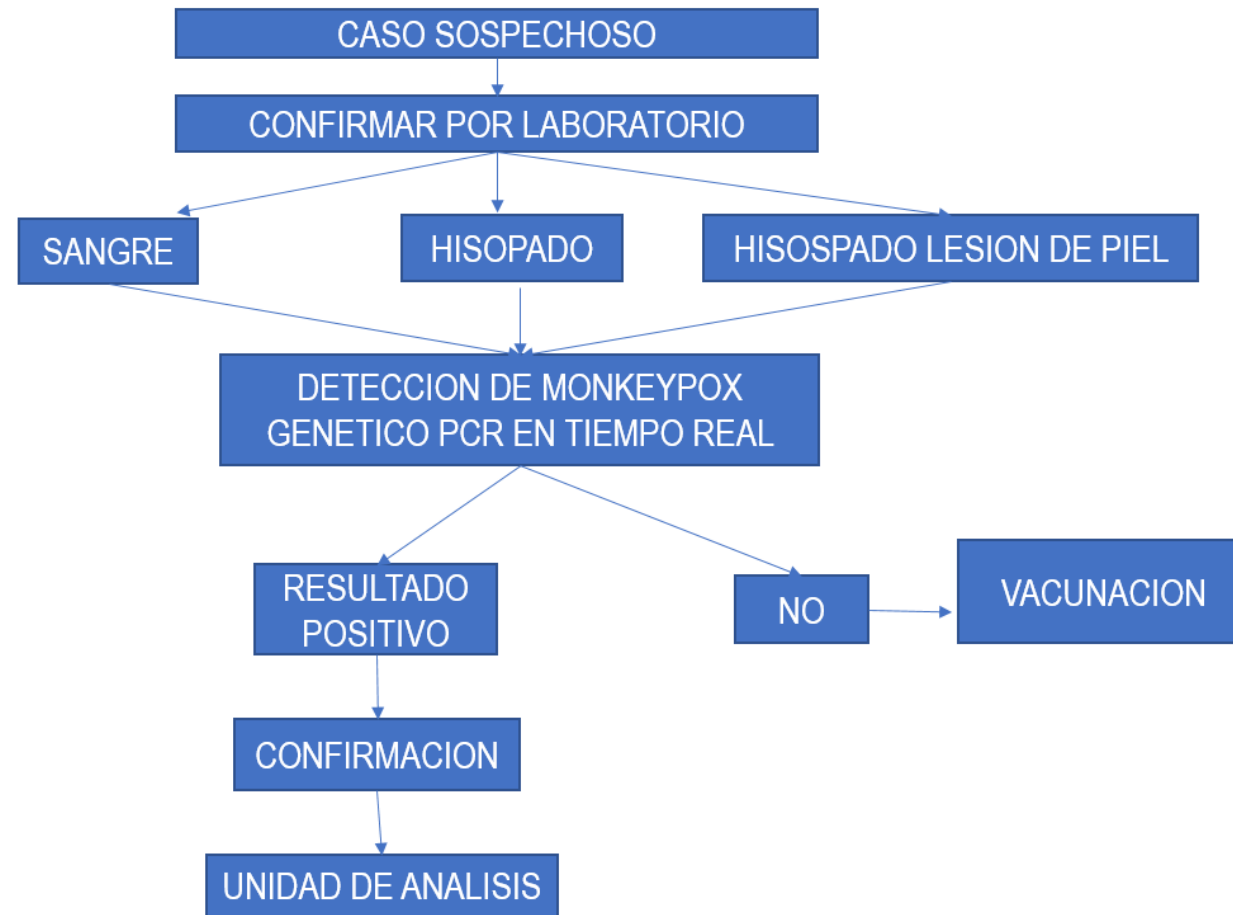 CASO SOSPECHOSO
CONFIRMAR POR LABORATORIO
SANGRE
HISOPADO
HISOSPADO LESION DE PIEL
DETECCION DE MONKEYPOX
GENETICO PCR EN TIEMPO REAL
RESULTADO
POSITIVO
NO
VACUNACION
CONFIRMACION
UNIDAD DE ANALISIS